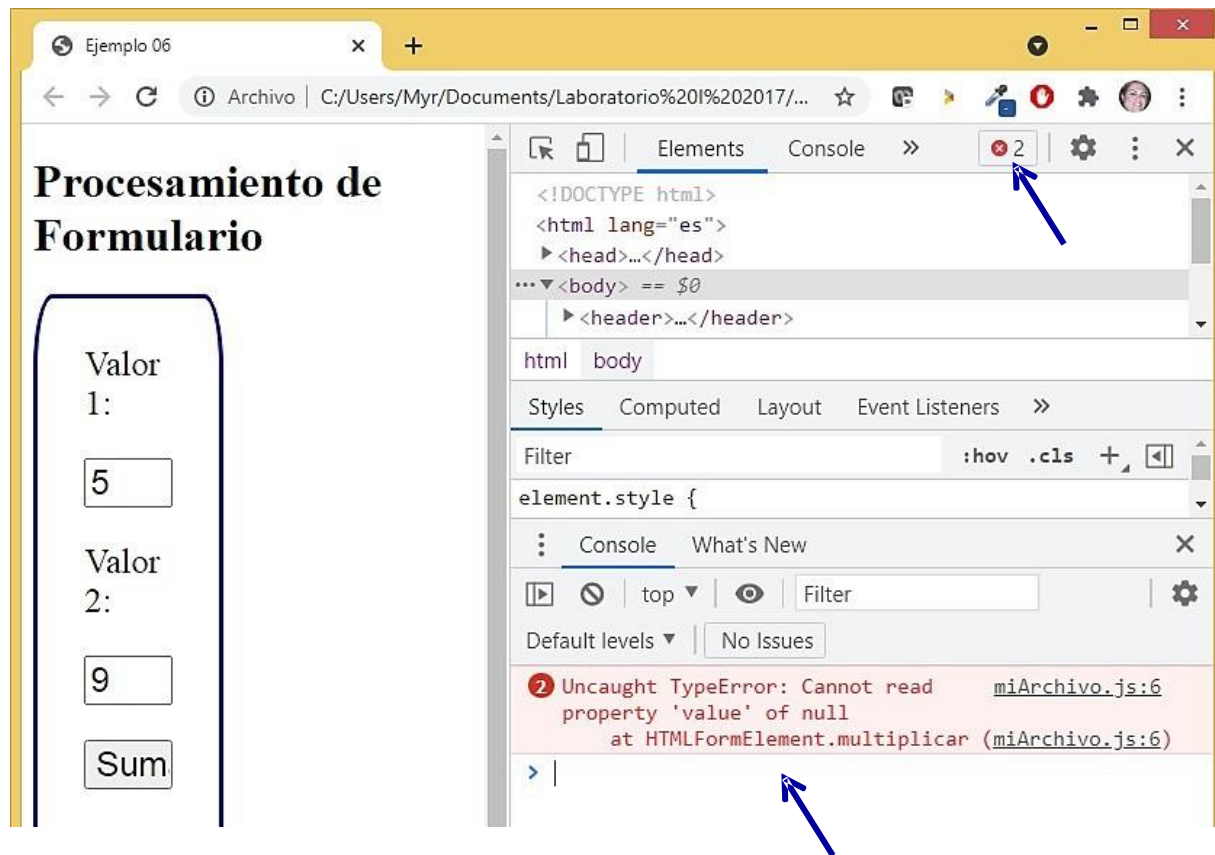 Ejemplo 06
Archivo | C:/Users/Myr/Documents/Laboratorio%20I%202017/...
Procesamiento de
Formulario
Valor
1:
5
Valor
2:
9
Sum
Elements Console » 2
<!DOCTYPE html>
<html lang="es">
▶<head>…</head>
…▼<body> == $0
▶<header>…</header>
html body
Styles Computed Layout Event Listeners »
Filter :hov .cls +
element.style {
Console What's New
top ▼ Filter
Default levels ▼ No Issues
2 Uncaught TypeError: Cannot read miArchivo.js:6
property 'value' of null
at HTMLFormElement.multiplicar (miArchivo.js:6)
>